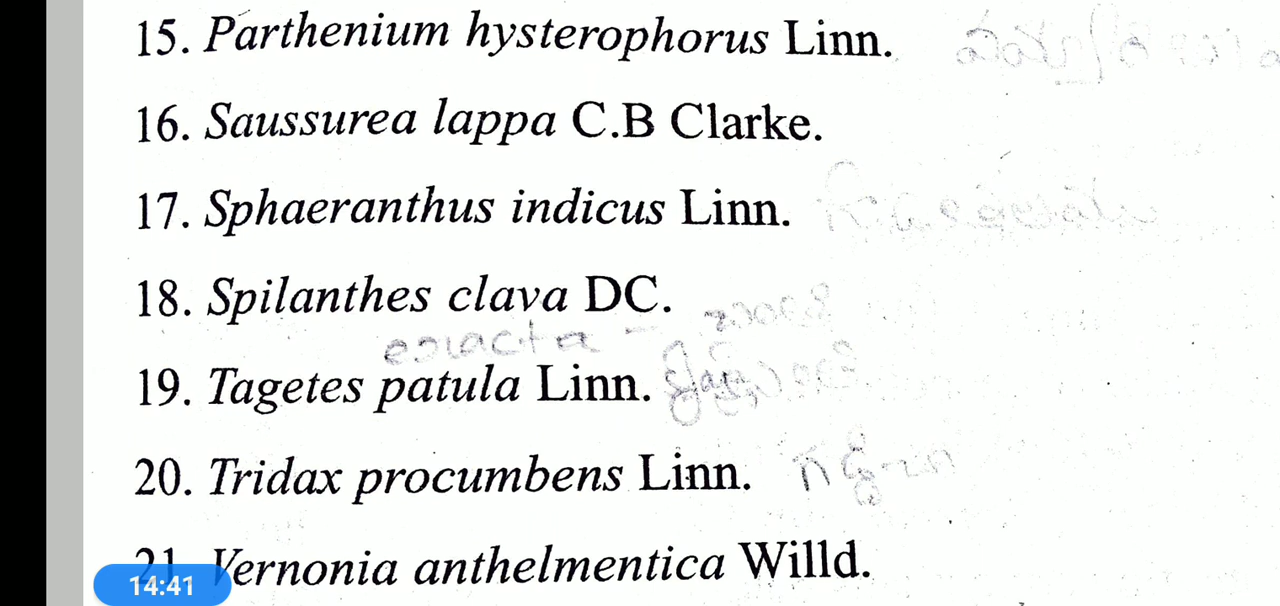 15. Parthenium hysterophorus Linn.
16. Saussurea lappa C.B Clarke.
17. Sphaeranthus indicus Linn.
18. Spilanthes clava DC.
19. Tagetes patula Linn.
20. Tridax procumbens Linn.
21. Vernonia anthelmentica Willd.
14:41